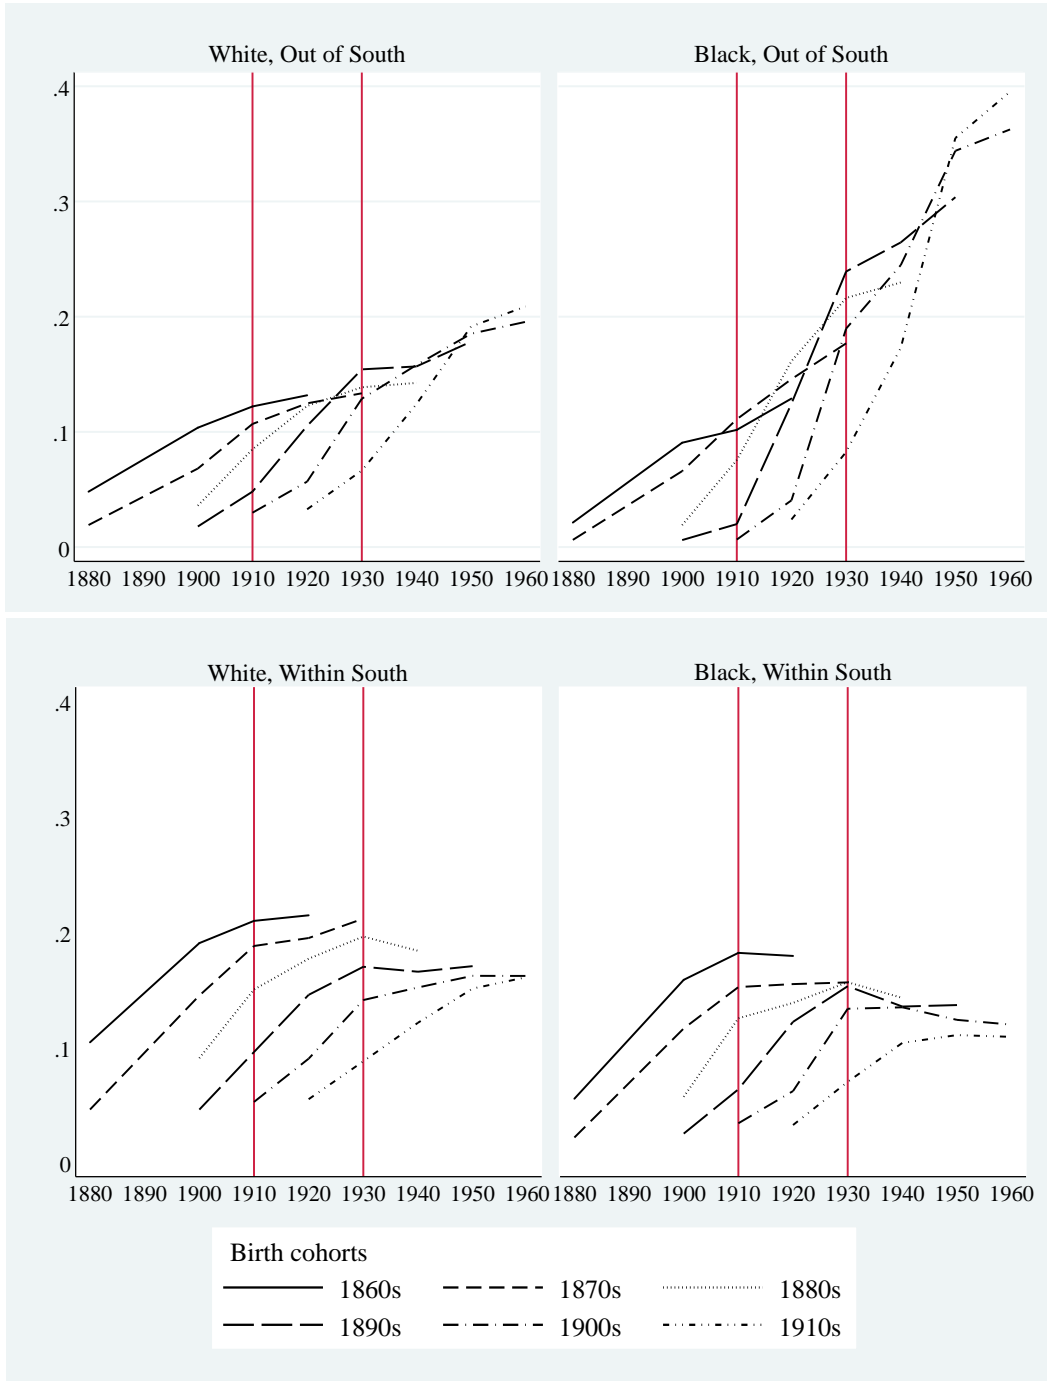 White, Out of South
Black, Out of South
.4
.3
.2
.1
0
1880 1890 1900 1910 1920 1930 1940 1950 1960
1880 1890 1900 1910 1920 1930 1940 1950 1960
White, Within South
Black, Within South
.4
.3
.2
.1
0
1880 1890 1900 1910 1920 1930 1940 1950 1960
1880 1890 1900 1910 1920 1930 1940 1950 1960
Birth cohorts
1860s 1870s 1880s
1890s 1900s 1910s